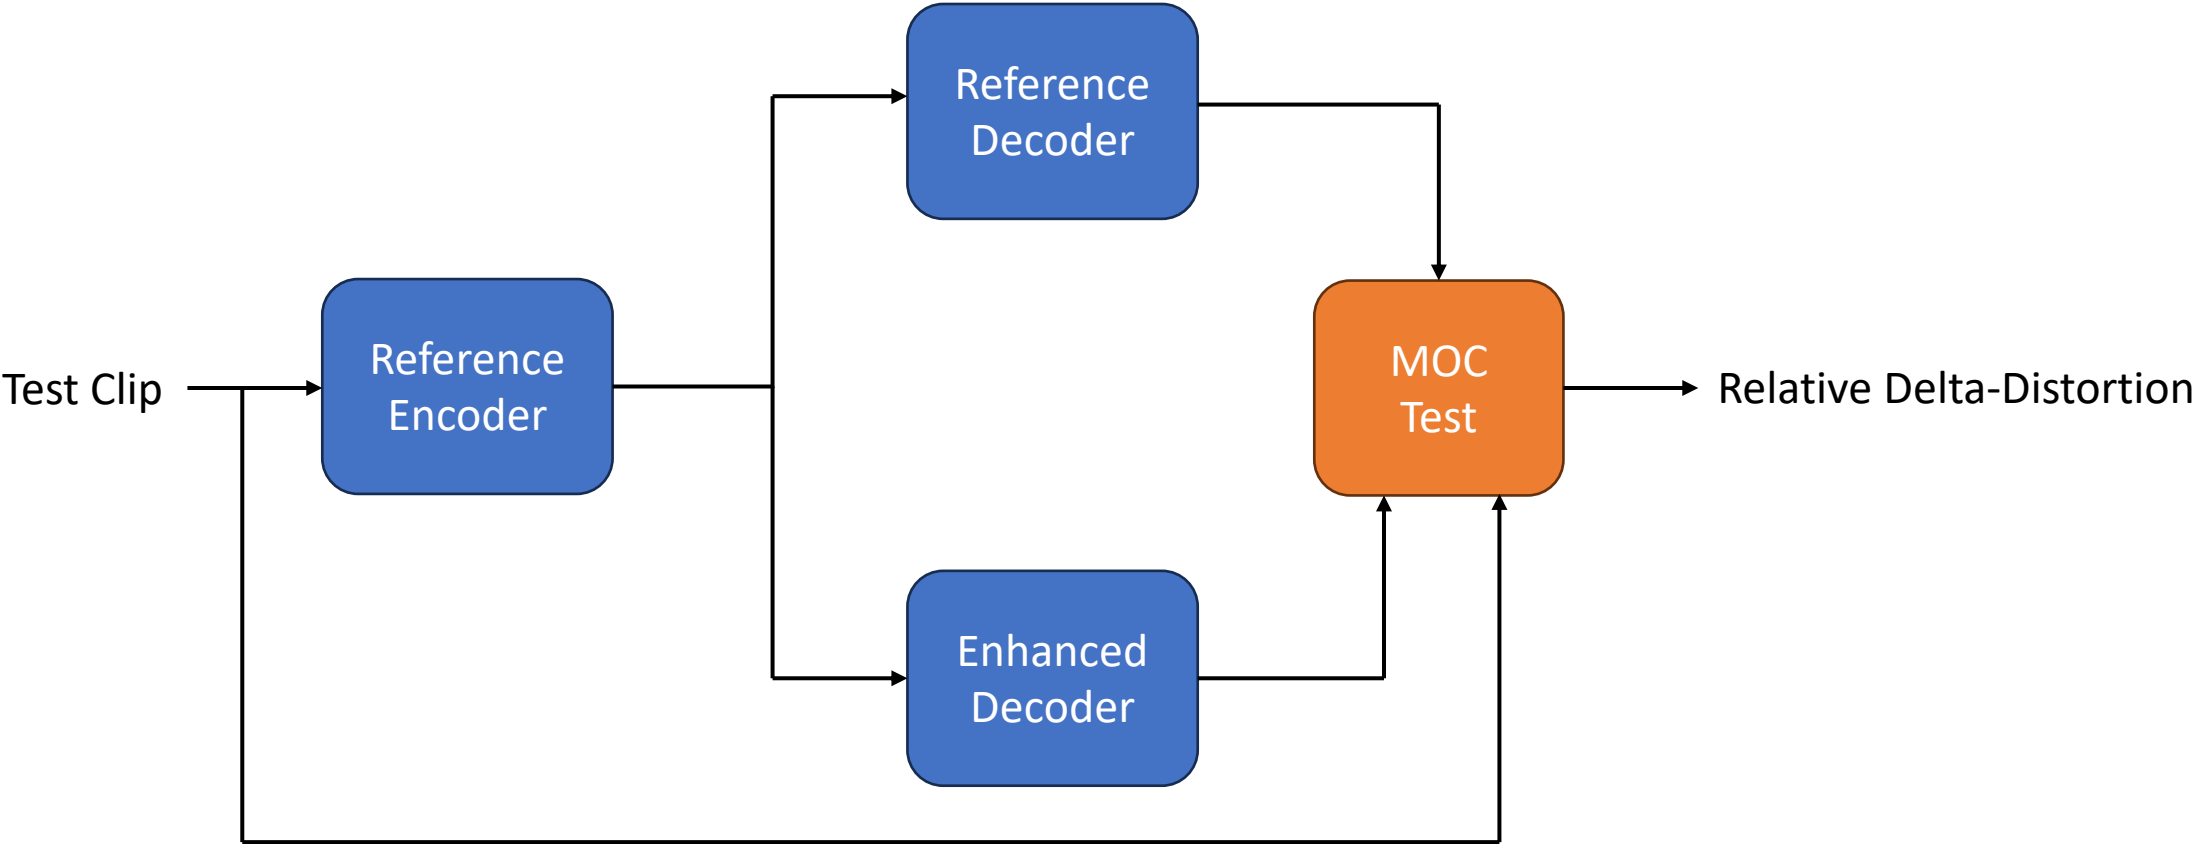 Reference
Decoder
Test Clip
Reference
Encoder
MOC
Test
Relative Delta-Distortion
Enhanced
Decoder